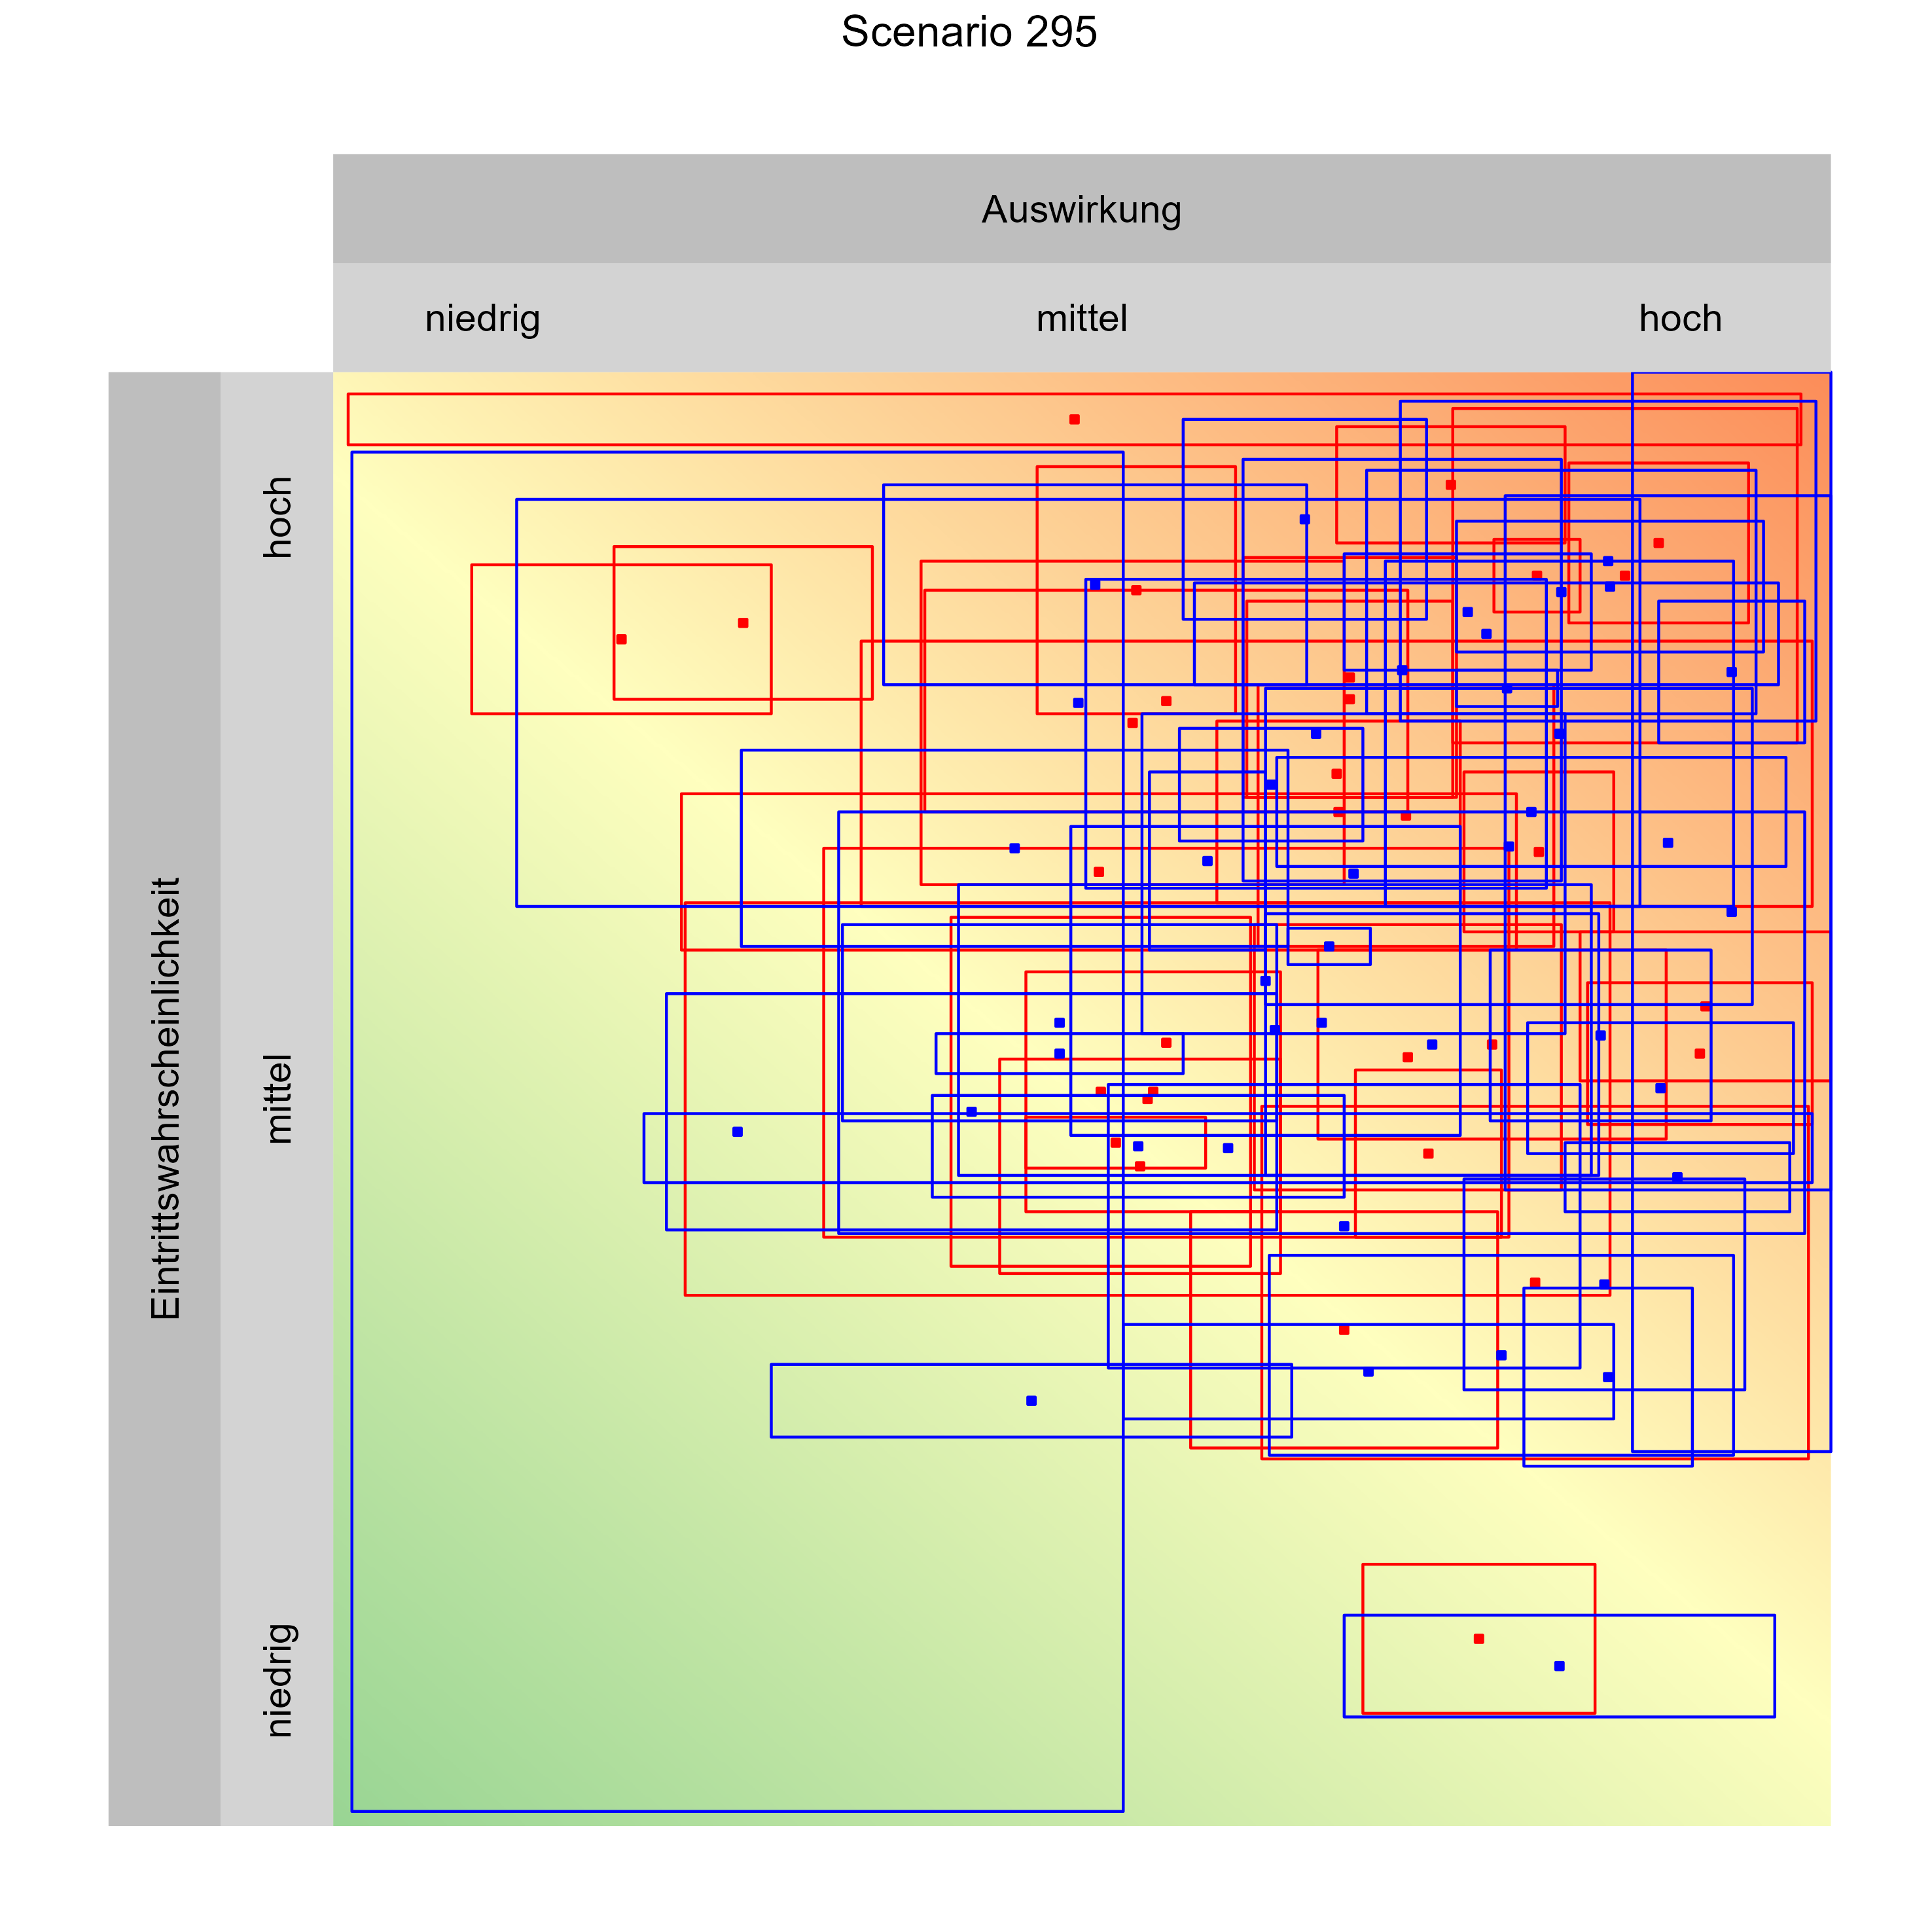 Scenario 295
Auswirkung
niedrig mittel hoch
Eintrittswahrscheinlichkeit
hoch
mittel
niedrig